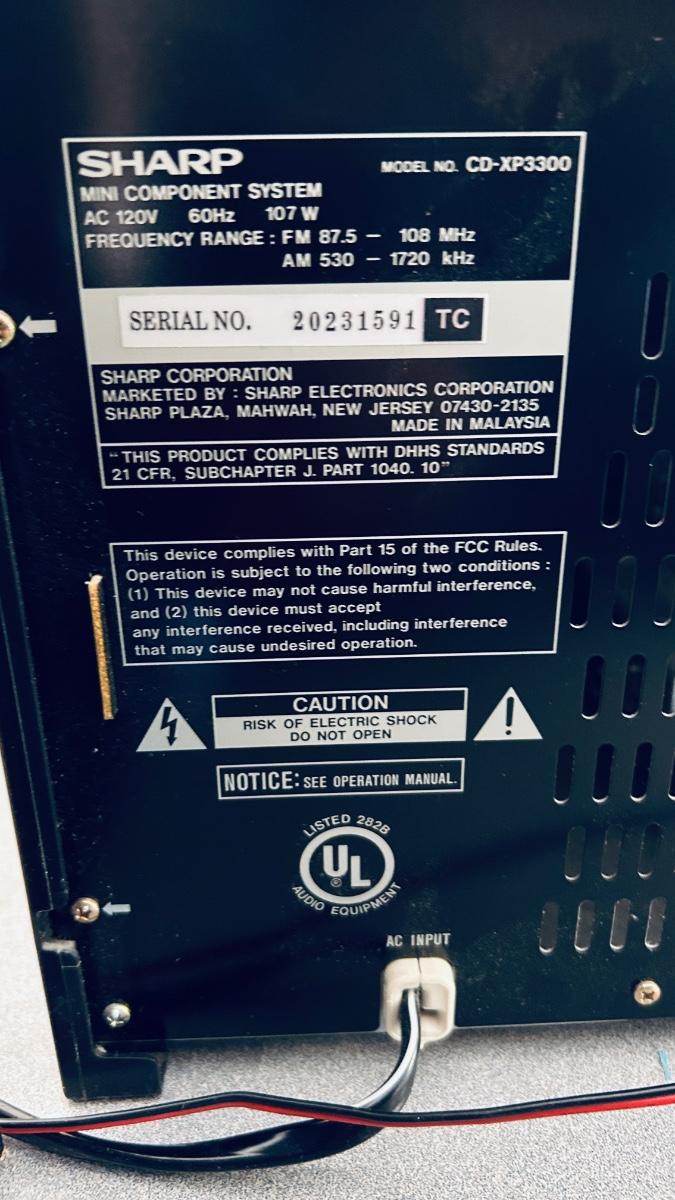 SHARP MODEL NO. CD-XP3300
MINI COMPONENT SYSTEM
AC 120V 60Hz 107 W
FREQUENCY RANGE : FM 87.5 – 108 MHz
AM 530 – 1720 kHz
SERIAL NO. 20231591 TC
SHARP CORPORATION
MARKETED BY : SHARP ELECTRONICS CORPORATION
SHARP PLAZA, MAHWAH, NEW JERSEY 07430-2135
MADE IN MALAYSIA
“THIS PRODUCT COMPLIES WITH DHHS STANDARDS
21 CFR, SUBCHAPTER J. PART 1040. 10”
This device complies with Part 15 of the FCC Rules.
Operation is subject to the following two conditions :
(1) This device may not cause harmful interference,
and (2) this device must accept
any interference received, including interference
that may cause undesired operation.
CAUTION
RISK OF ELECTRIC SHOCK
DO NOT OPEN
NOTICE: SEE OPERATION MANUAL.
LISTED 282B
UL ®
AUDIO EQUIPMENT
AC INPUT